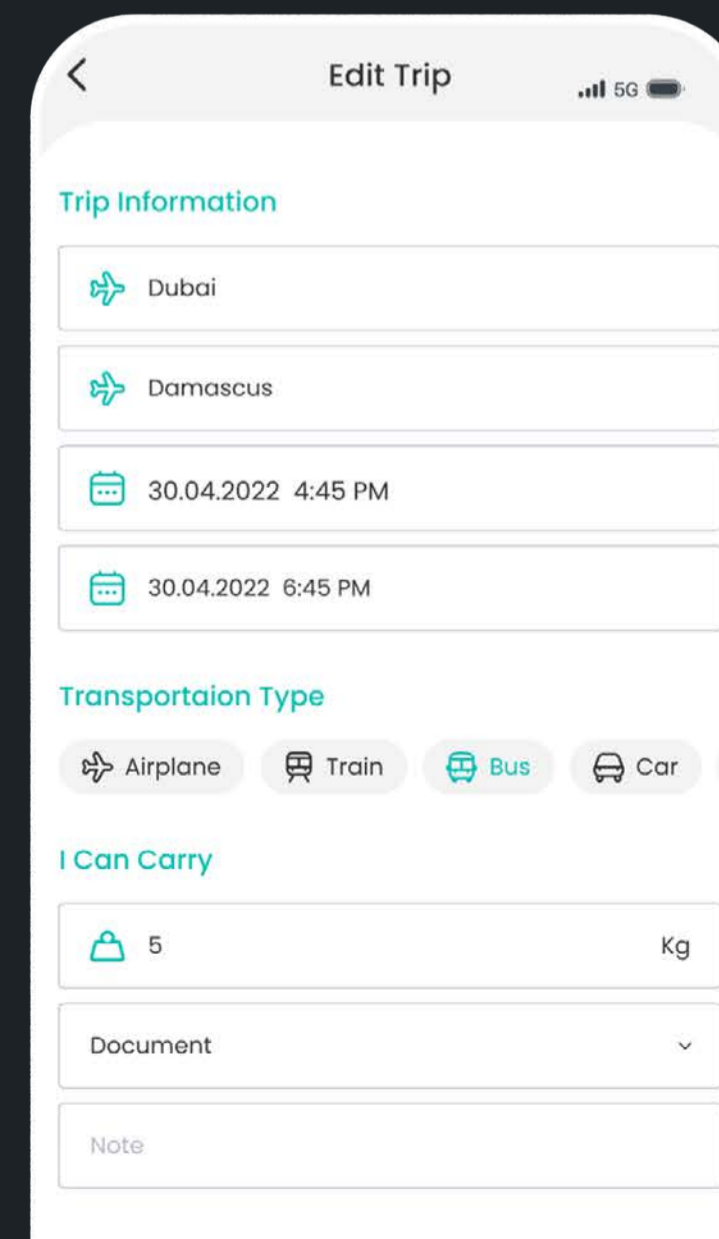 Edit Trip
5G
Trip Information
Dubai
Damascus
30.04.2022 4:45 PM
30.04.2022 6:45 PM
Transportaion Type
Airplane Train Bus Car
I Can Carry
5 Kg
Document
Note